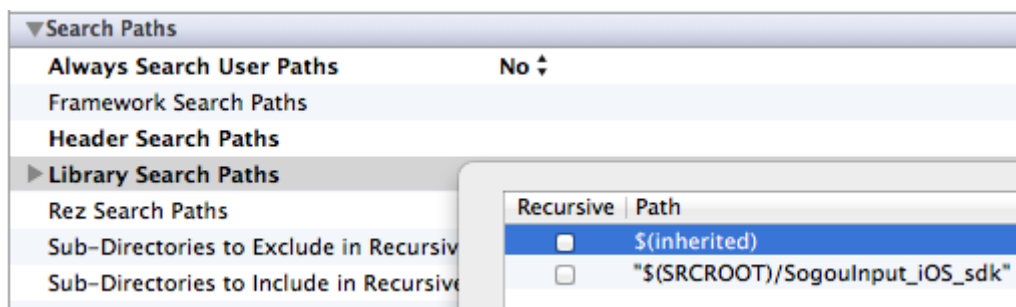 Search Paths
Always Search User Paths No
Framework Search Paths
Header Search Paths
Library Search Paths
Rez Search Paths
Sub-Directories to Exclude in Recursiv
Sub-Directories to Include in Recursive
Recursive Path
$(inherited)
"$(SRCROOT)/SogouInput_iOS_sdk"